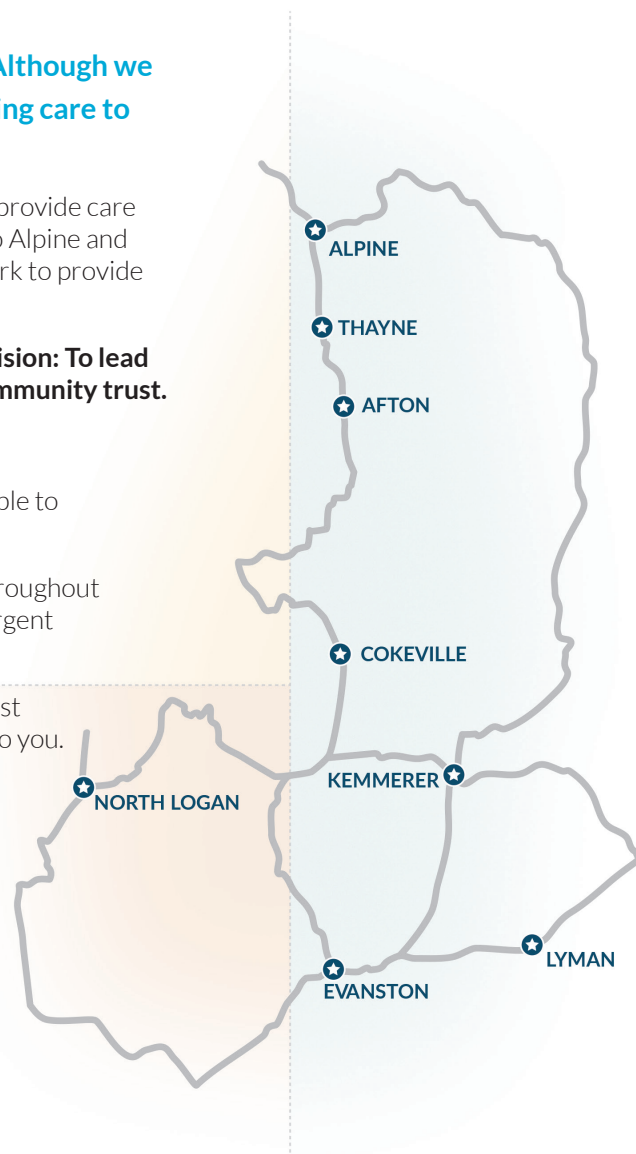 Although we
ing care to
provide care
o Alpine and
rk to provide
ision: To lead
mmunity trust.
ple to
roughout
rgent
st
o you.
ALPINE
THAYNE
AFTON
COKEVILLE
KEMMERER
NORTH LOGAN
LYMAN
EVANSTON